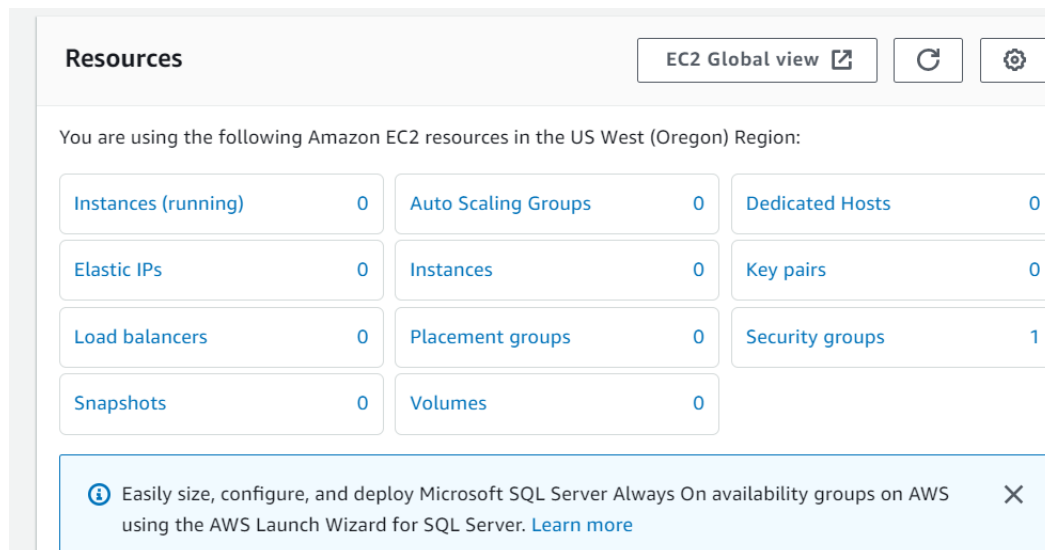 Resources
EC2 Global view
You are using the following Amazon EC2 resources in the US West (Oregon) Region:
Instances (running) 0 Auto Scaling Groups 0 Dedicated Hosts 0
Elastic IPs 0 Instances 0 Key pairs 0
Load balancers 0 Placement groups 0 Security groups 1
Snapshots 0 Volumes 0
Easily size, configure, and deploy Microsoft SQL Server Always On availability groups on AWS
using the AWS Launch Wizard for SQL Server. Learn more